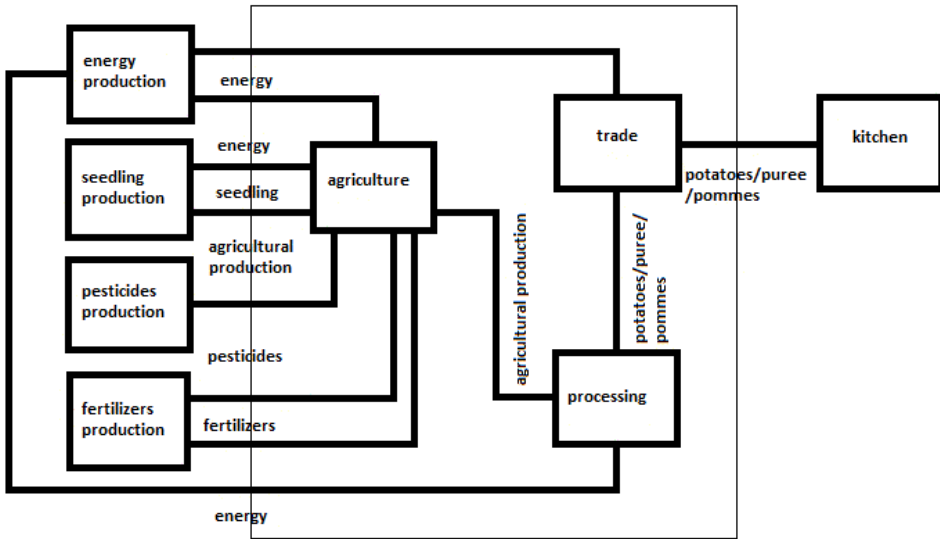 energy
production
energy
trade
kitchen
energy
seedling
production
agriculture
seedling
potatoes/puree
/pommes
agricultural
production
agricultural production
potatoes/puree/
pommes
pesticides
production
pesticides
processing
fertilizers
production
fertilizers
energy